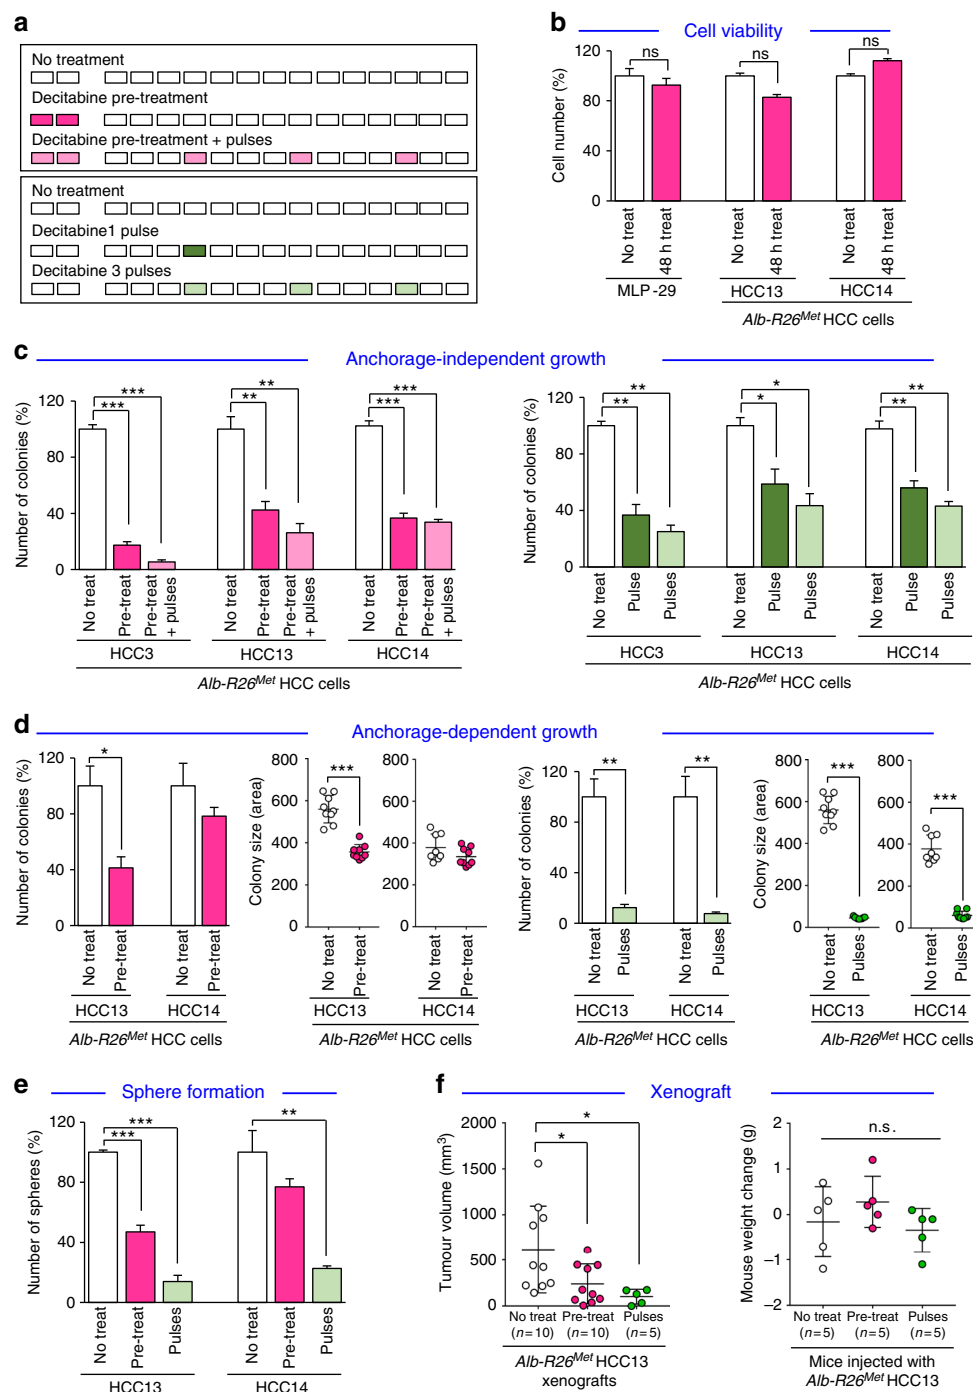 a
No treatment
Decitabine pre-treatment
Decitabine pre-treatment + pulses
No treatment
Decitabine1 pulse
Decitabine 3 pulses
b
Cell viability
Cell number (%)
120
80
40
0
ns
ns
ns
No treat
48 h treat
No treat
48 h treat
No treat
48 h treat
MLP-29
HCC13
HCC14
Alb-R26Met HCC cells
c
Anchorage-independent growth
Number of colonies (%)
120
80
40
0
***
***
**
**
***
***
No treat
Pre-treat
Pre-treat + pulses
No treat
Pre-treat
Pre-treat + pulses
No treat
Pre-treat
Pre-treat + pulses
HCC3
HCC13
HCC14
Alb-R26Met HCC cells
Number of colonies (%)
120
80
40
0
**
**
*
*
**
**
No treat
Pulse
Pulses
No treat
Pulse
Pulses
No treat
Pulse
Pulses
HCC3
HCC13
HCC14
Alb-R26Met HCC cells
d
Anchorage-dependent growth
Number of colonies (%)
120
80
40
0
*
No treat
Pre-treat
No treat
Pre-treat
HCC13
HCC14
Alb-R26Met HCC cells
Colony size (area)
800
600
400
200
0
***
800
600
400
200
0
No treat
Pre-treat
No treat
Pre-treat
HCC13
HCC14
Alb-R26Met HCC cells
Number of colonies (%)
120
80
40
0
**
**
No treat
Pulses
No treat
Pulses
HCC13
HCC14
Alb-R26Met HCC cells
Colony size (area)
800
600
400
200
0
***
800
600
400
200
0
***
No treat
Pulses
No treat
Pulses
HCC13
HCC14
Alb-R26Met HCC cells
e
Sphere formation
Number of spheres (%)
120
80
40
0
***
***
**
No treat
Pre-treat
Pulses
No treat
Pre-treat
Pulses
HCC13
HCC14
f
Xenograft
Tumour volume (mm3)
2000
1500
1000
500
0
*
*
No treat
Pre-treat
Pulses
(n=10)
(n=10)
(n=5)
Alb-R26Met HCC13
xenografts
Mouse weight change (g)
2
1
0
−1
−2
n.s.
No treat
Pre-treat
Pulses
(n=5)
(n=5)
(n=5)
Mice injected with
Alb-R26Met HCC13